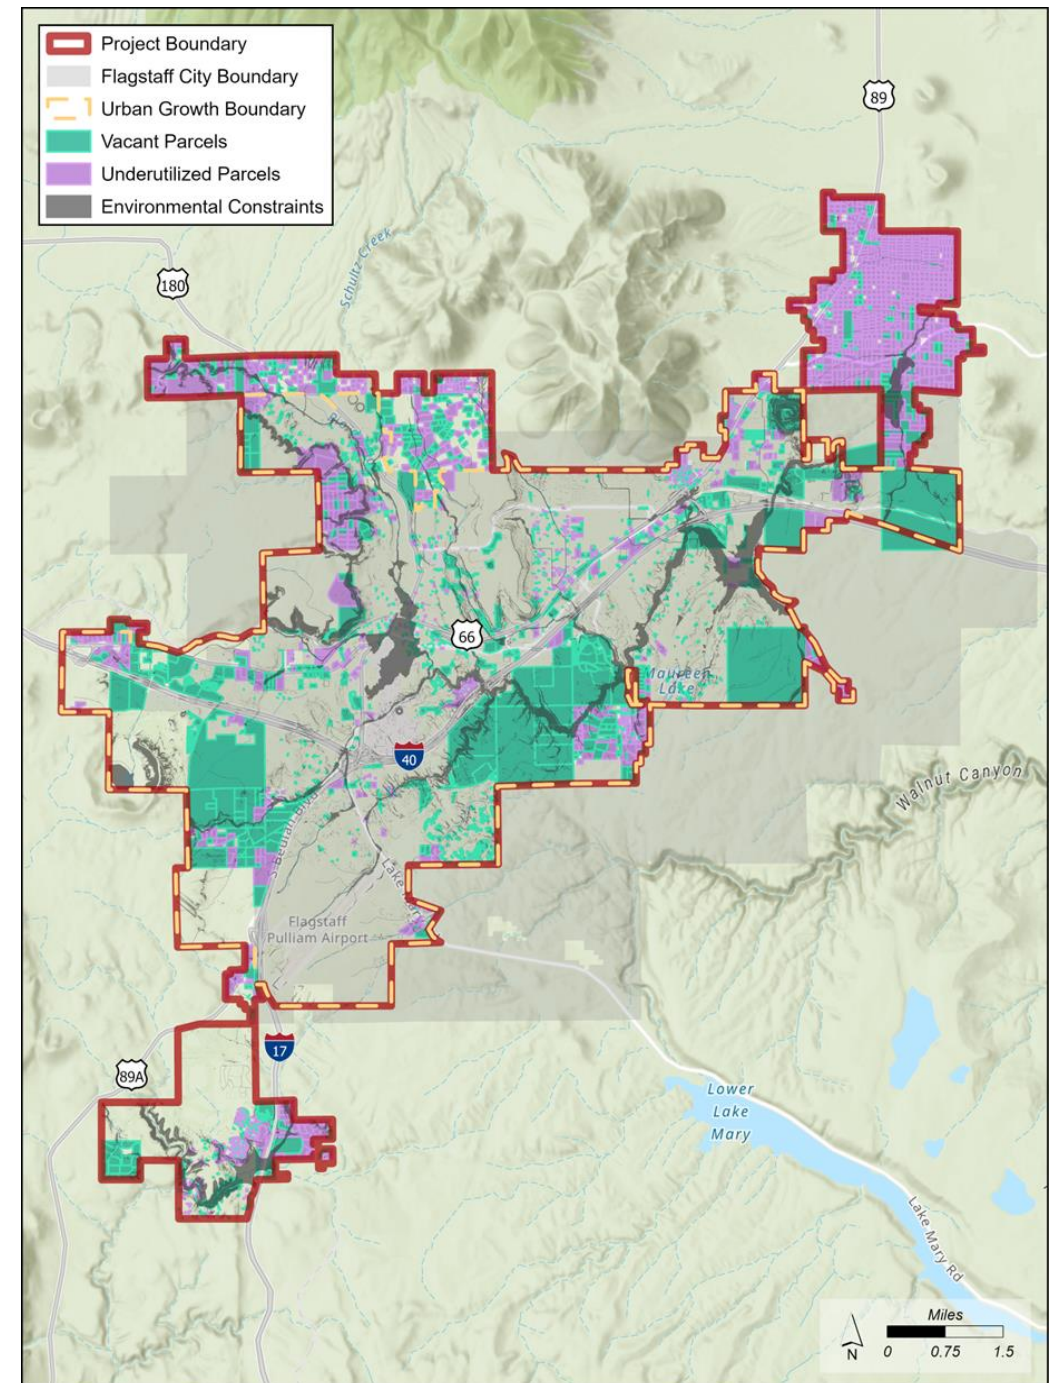 Project Boundary
Flagstaff City Boundary
Urban Growth Boundary
Vacant Parcels
Underutilized Parcels
Environmental Constraints
89
180
Schultz Creek
66
Maureen
Lake
40
Walnut Canyon
S Beulah Blvd
Lake Mary
Flagstaff
Pulliam Airport
17
89A
Lower
Lake
Mary
Lake Mary Rd
Miles
N
0 0.75 1.5